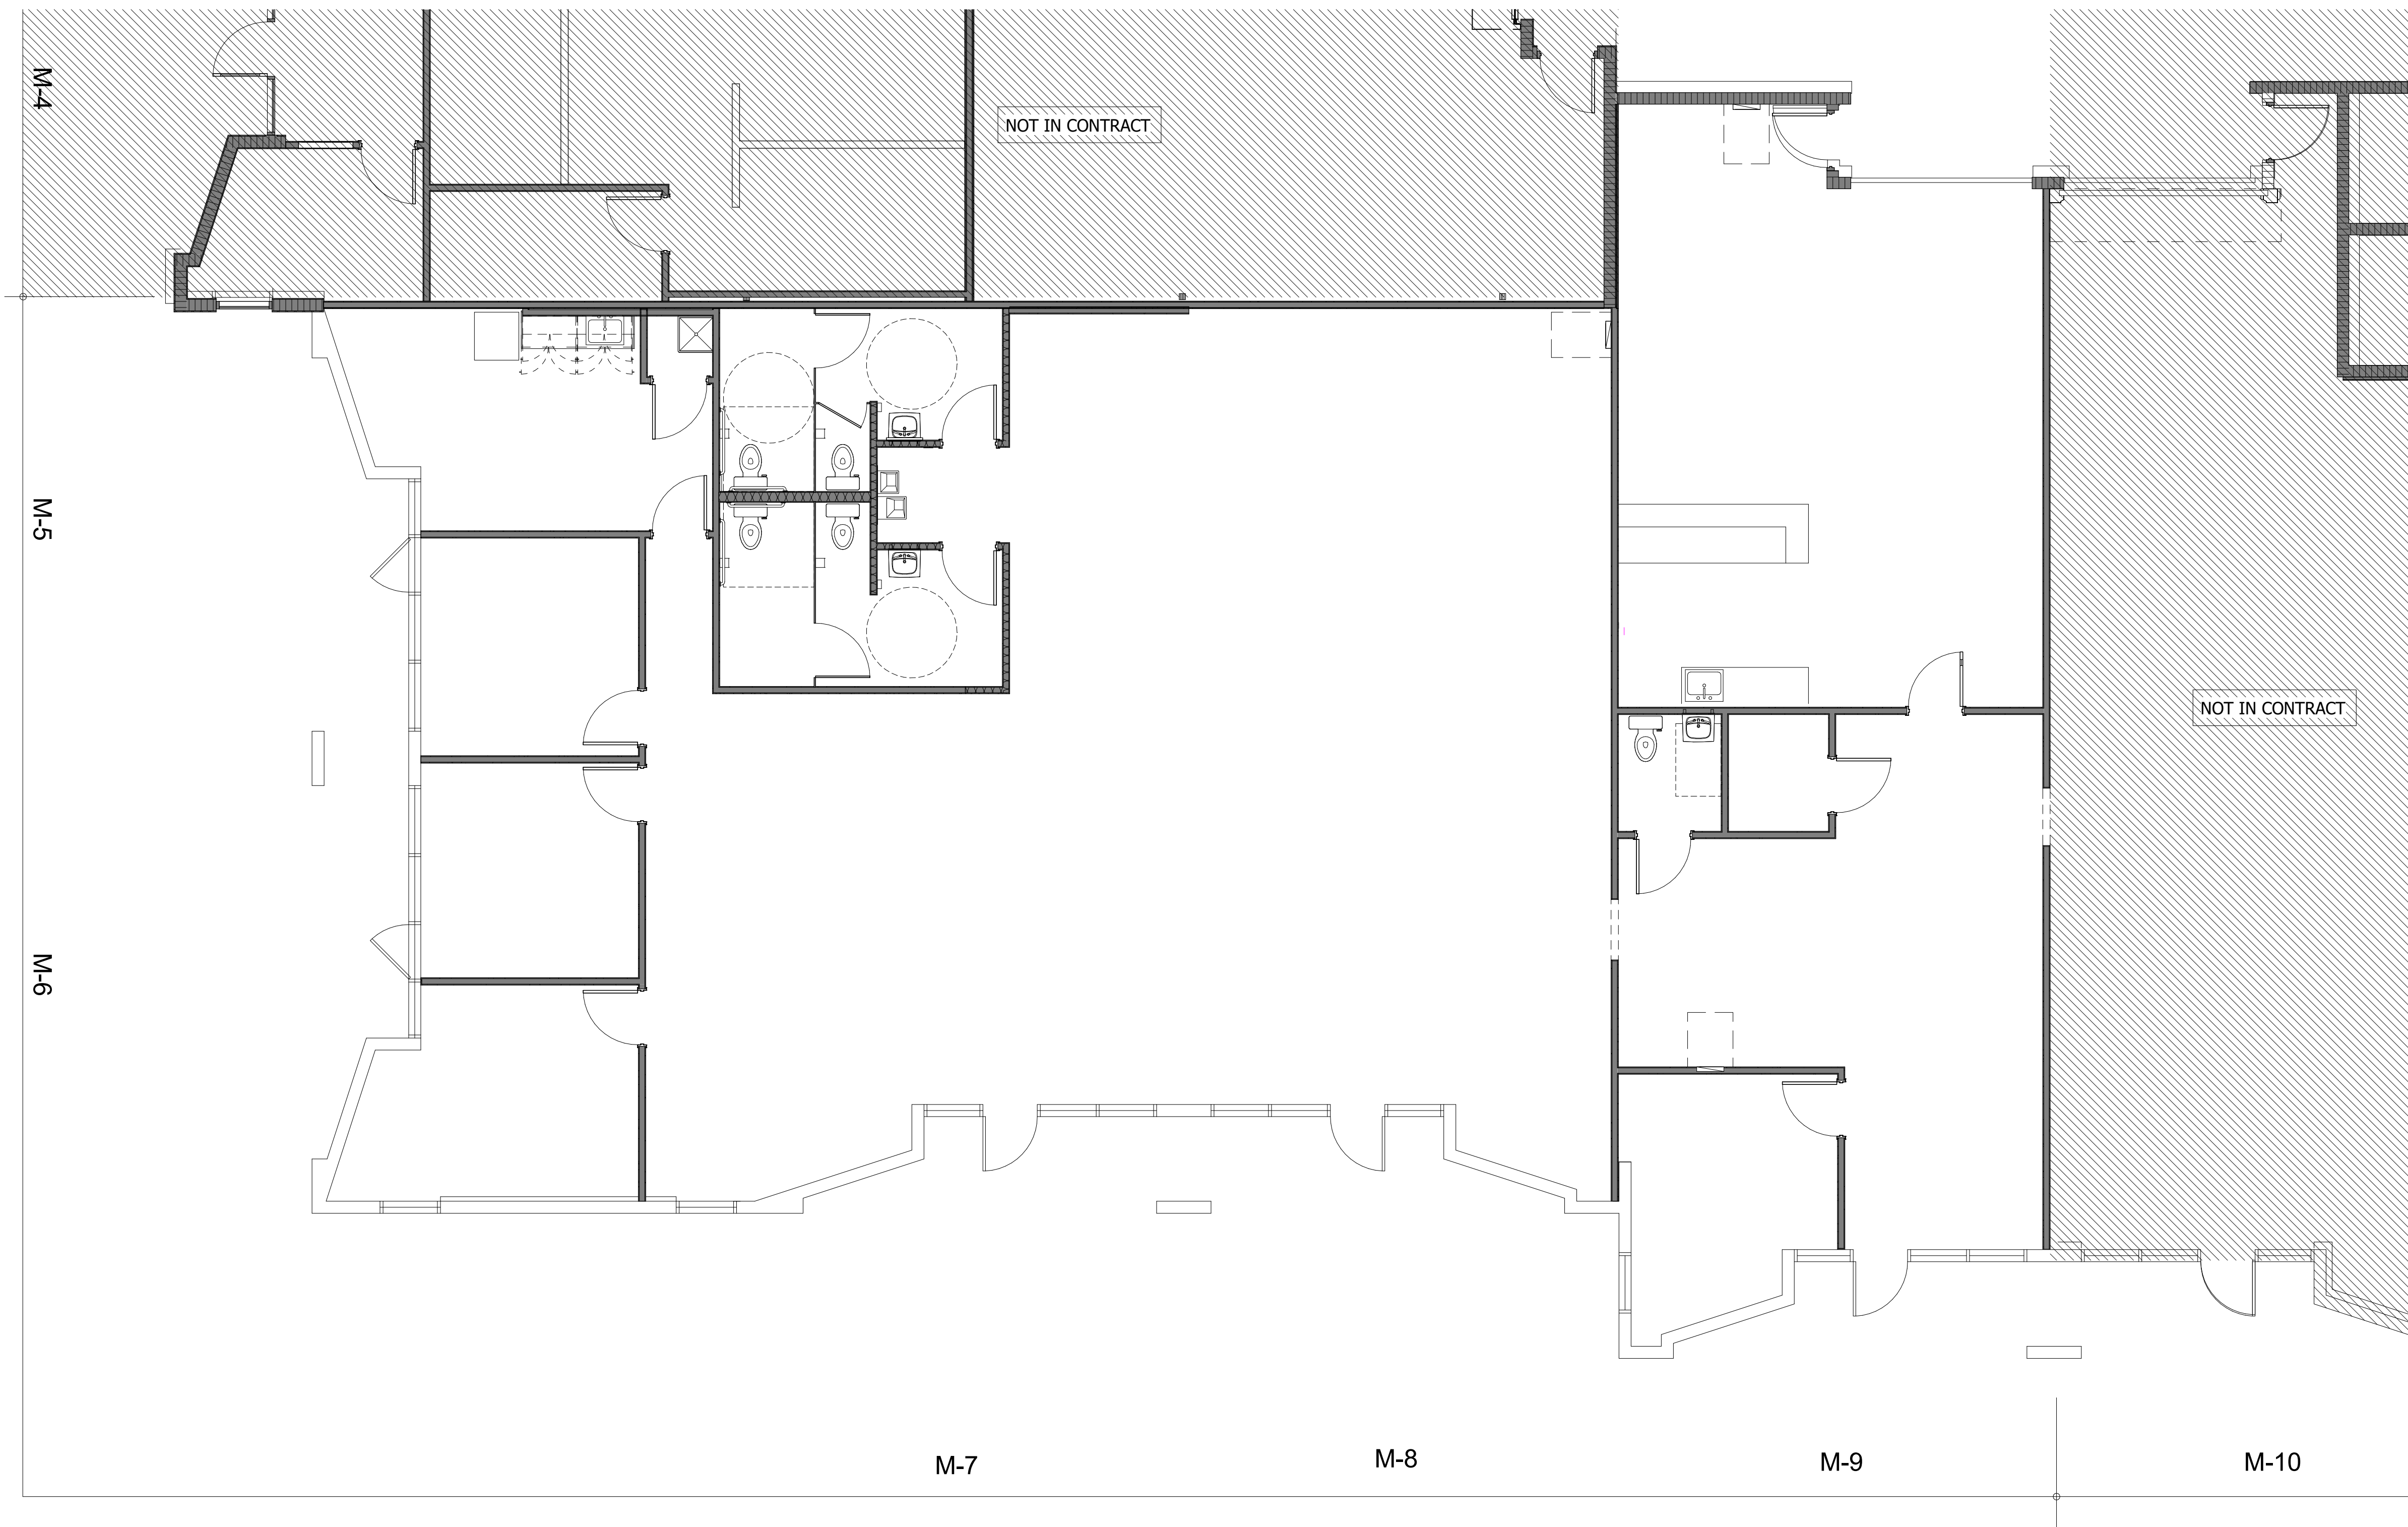 M-4
NOT IN CONTRACT
M-5
NOT IN CONTRACT
M-6
M-7
M-8
M-9
M-10